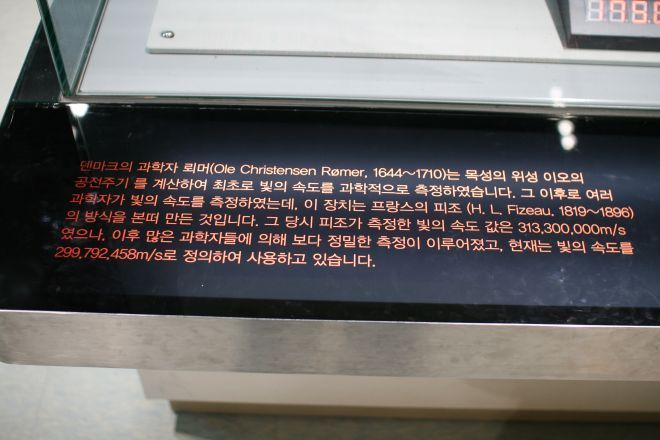 덴마크의 과학자 뢰머(Ole Christensen Rømer, 1644~1710)는 목성의 위성 이오의
공전주기 를 계산하여 최초로 빛의 속도를 과학적으로 측정하였습니다. 그 이후로 여러
과학자가 빛의 속도를 측정하였는데, 이 장치는 프랑스의 피조 (H. L. Fizeau, 1819~1896)
의 방식을 본떠 만든 것입니다. 그 당시 피조가 측정한 빛의 속도 값은 313,300,000m/s
였으나, 이후 많은 과학자들에 의해 보다 정밀한 측정이 이루어졌고, 현재는 빛의 속도를
299,792,458m/s로 정의하여 사용하고 있습니다.